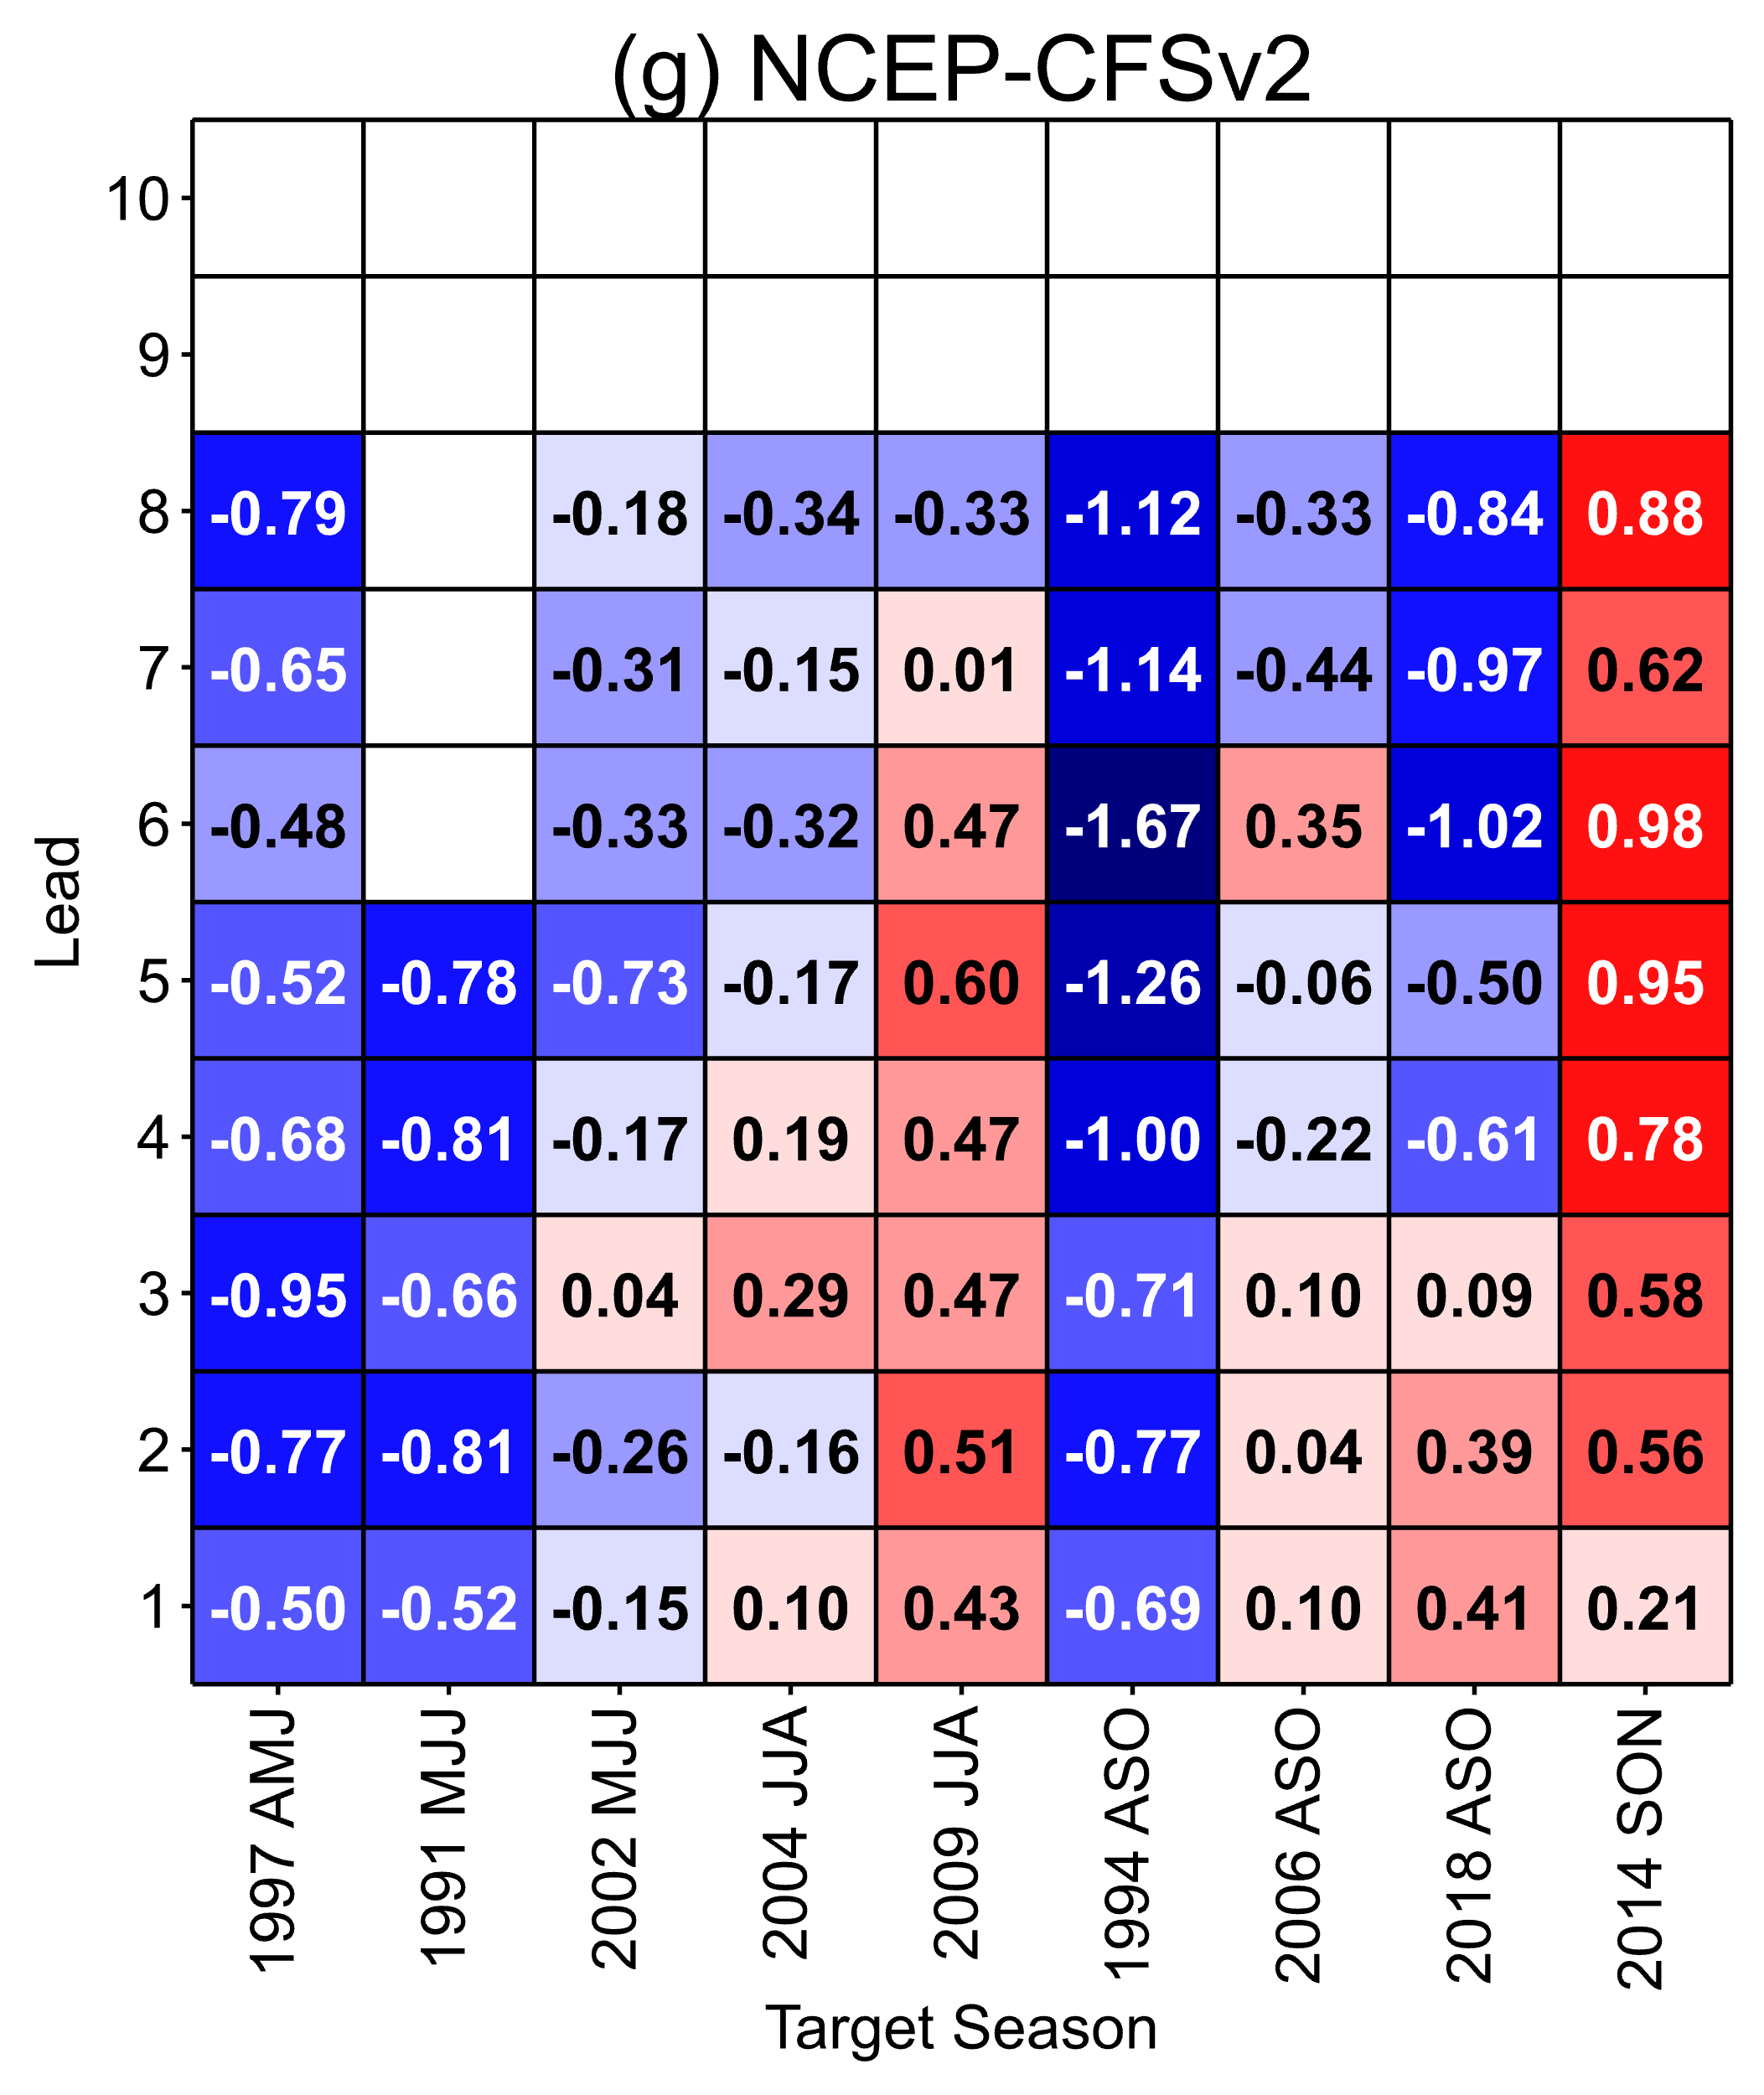 (g) NCEP-CFSv2
10
9
8 -0.79 -0.18 -0.34 -0.33 -1.12 -0.33 -0.84 0.88
7 -0.65 -0.31 -0.15 0.01 -1.14 -0.44 -0.97 0.62
6 -0.48 -0.33 -0.32 0.47 -1.67 0.35 -1.02 0.98
5 -0.52 -0.78 -0.73 -0.17 0.60 -1.26 -0.06 -0.50 0.95
4 -0.68 -0.81 -0.17 0.19 0.47 -1.00 -0.22 -0.61 0.78
3 -0.95 -0.66 0.04 0.29 0.47 -0.71 0.10 0.09 0.58
2 -0.77 -0.81 -0.26 -0.16 0.51 -0.77 0.04 0.39 0.56
1 -0.50 -0.52 -0.15 0.10 0.43 -0.69 0.10 0.41 0.21
Lead
1997 AMJ
1991 MJJ
2002 MJJ
2004 JJA
2009 JJA
1994 ASO
2006 ASO
2018 ASO
2014 SON
Target Season